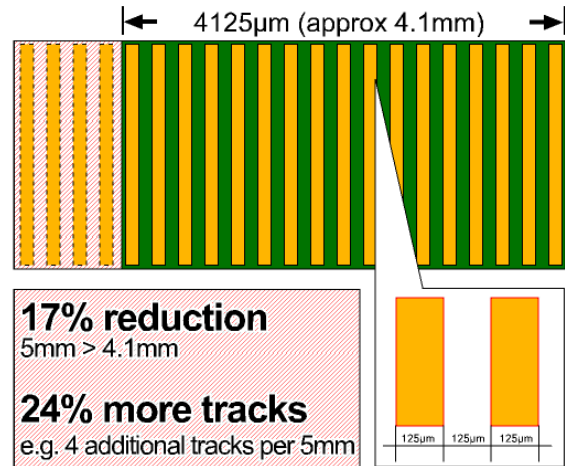 4125µm (approx 4.1mm)
17% reduction
5mm > 4.1mm
24% more tracks
e.g. 4 additional tracks per 5mm
125µm 125µm 125µm